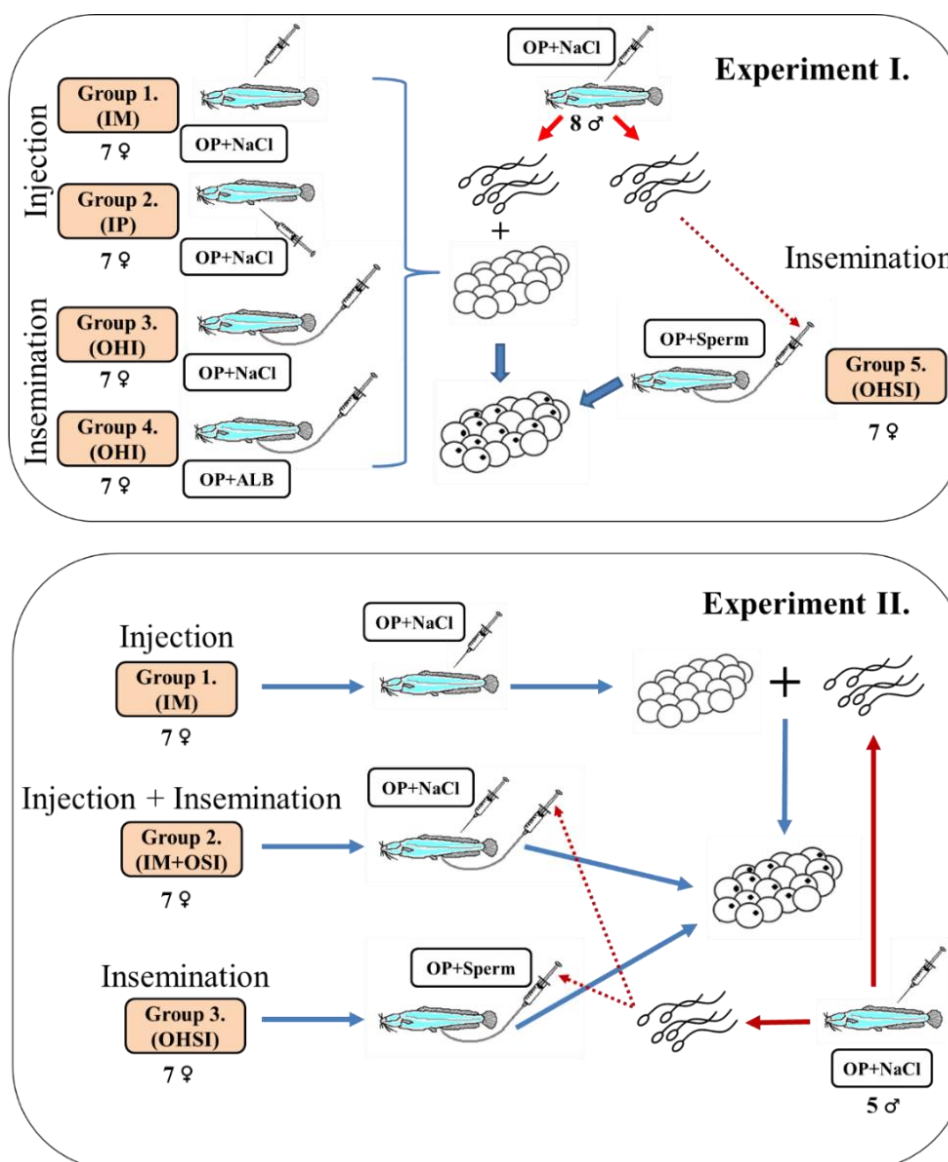 Experiment I.
Injection
Group 1.
(IM)
7 ♀
OP+NaCl
Group 2.
(IP)
7 ♀
OP+NaCl
Insemination
Group 3.
(OHI)
7 ♀
OP+NaCl
Group 4.
(OHI)
7 ♀
OP+ALB
OP+NaCl
8 ♂
+
Insemination
OP+Sperm
Group 5.
(OHSI)
7 ♀
Experiment II.
Injection
Group 1.
(IM)
7 ♀
OP+NaCl
+
Injection + Insemination
Group 2.
(IM+OSI)
7 ♀
OP+NaCl
Insemination
Group 3.
(OHSI)
7 ♀
OP+Sperm
OP+NaCl
5 ♂